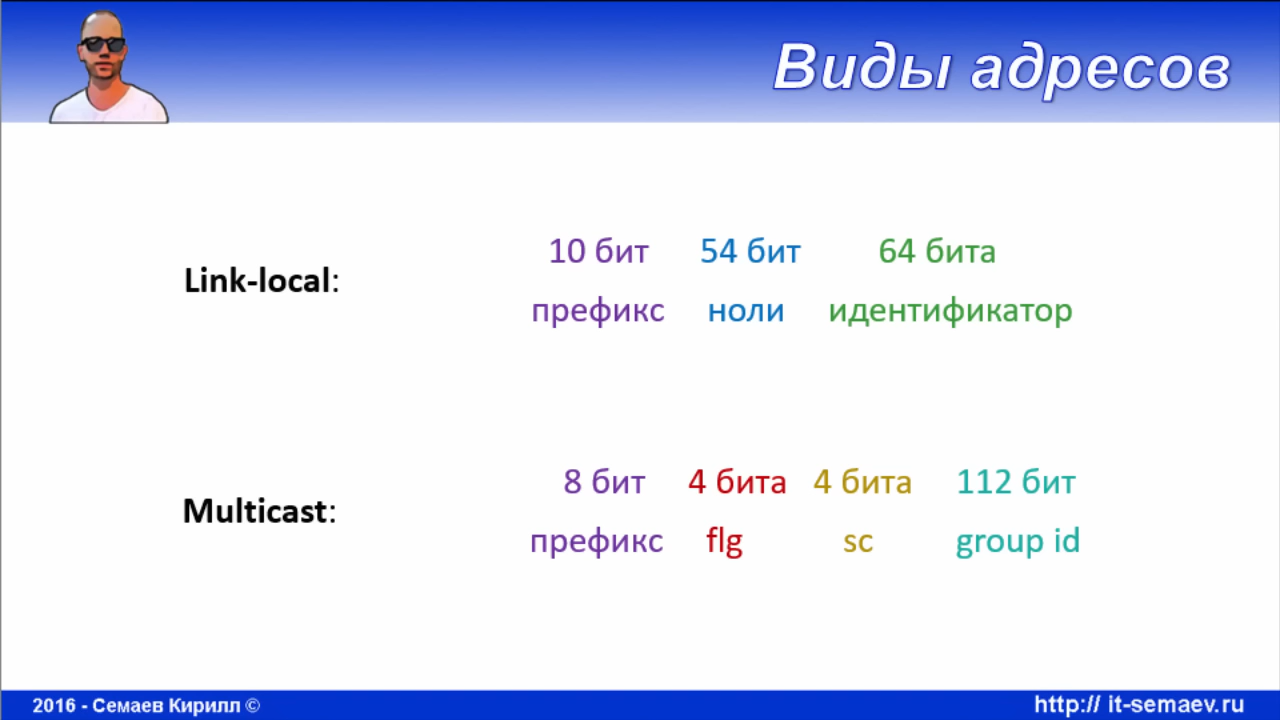 Виды адресов
10 бит 54 бит 64 бита
Link-local:
префикс ноли идентификатор
8 бит 4 бита 4 бита 112 бит
Multicast:
префикс flg sc group id
2016 - Семаев Кирилл © http:// it-semaev.ru